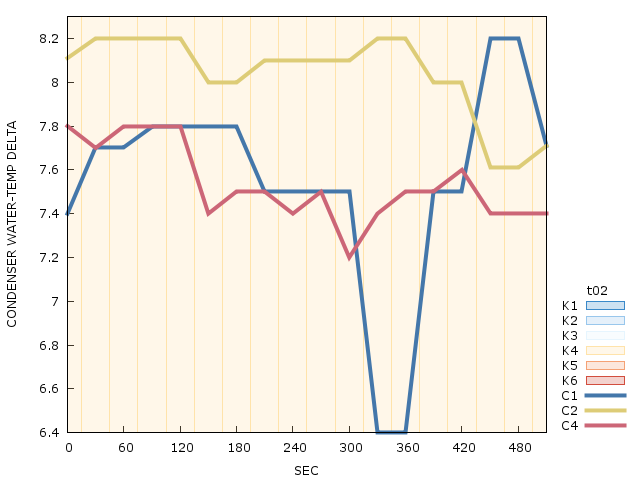 8.2
8
7.8
7.6
7.4
7.2
7
6.8
6.6
6.4
CONDENSER WATER-TEMP DELTA
0 60 120 180 240 300 360 420 480
SEC
t02
K1
K2
K3
K4
K5
K6
C1
C2
C4